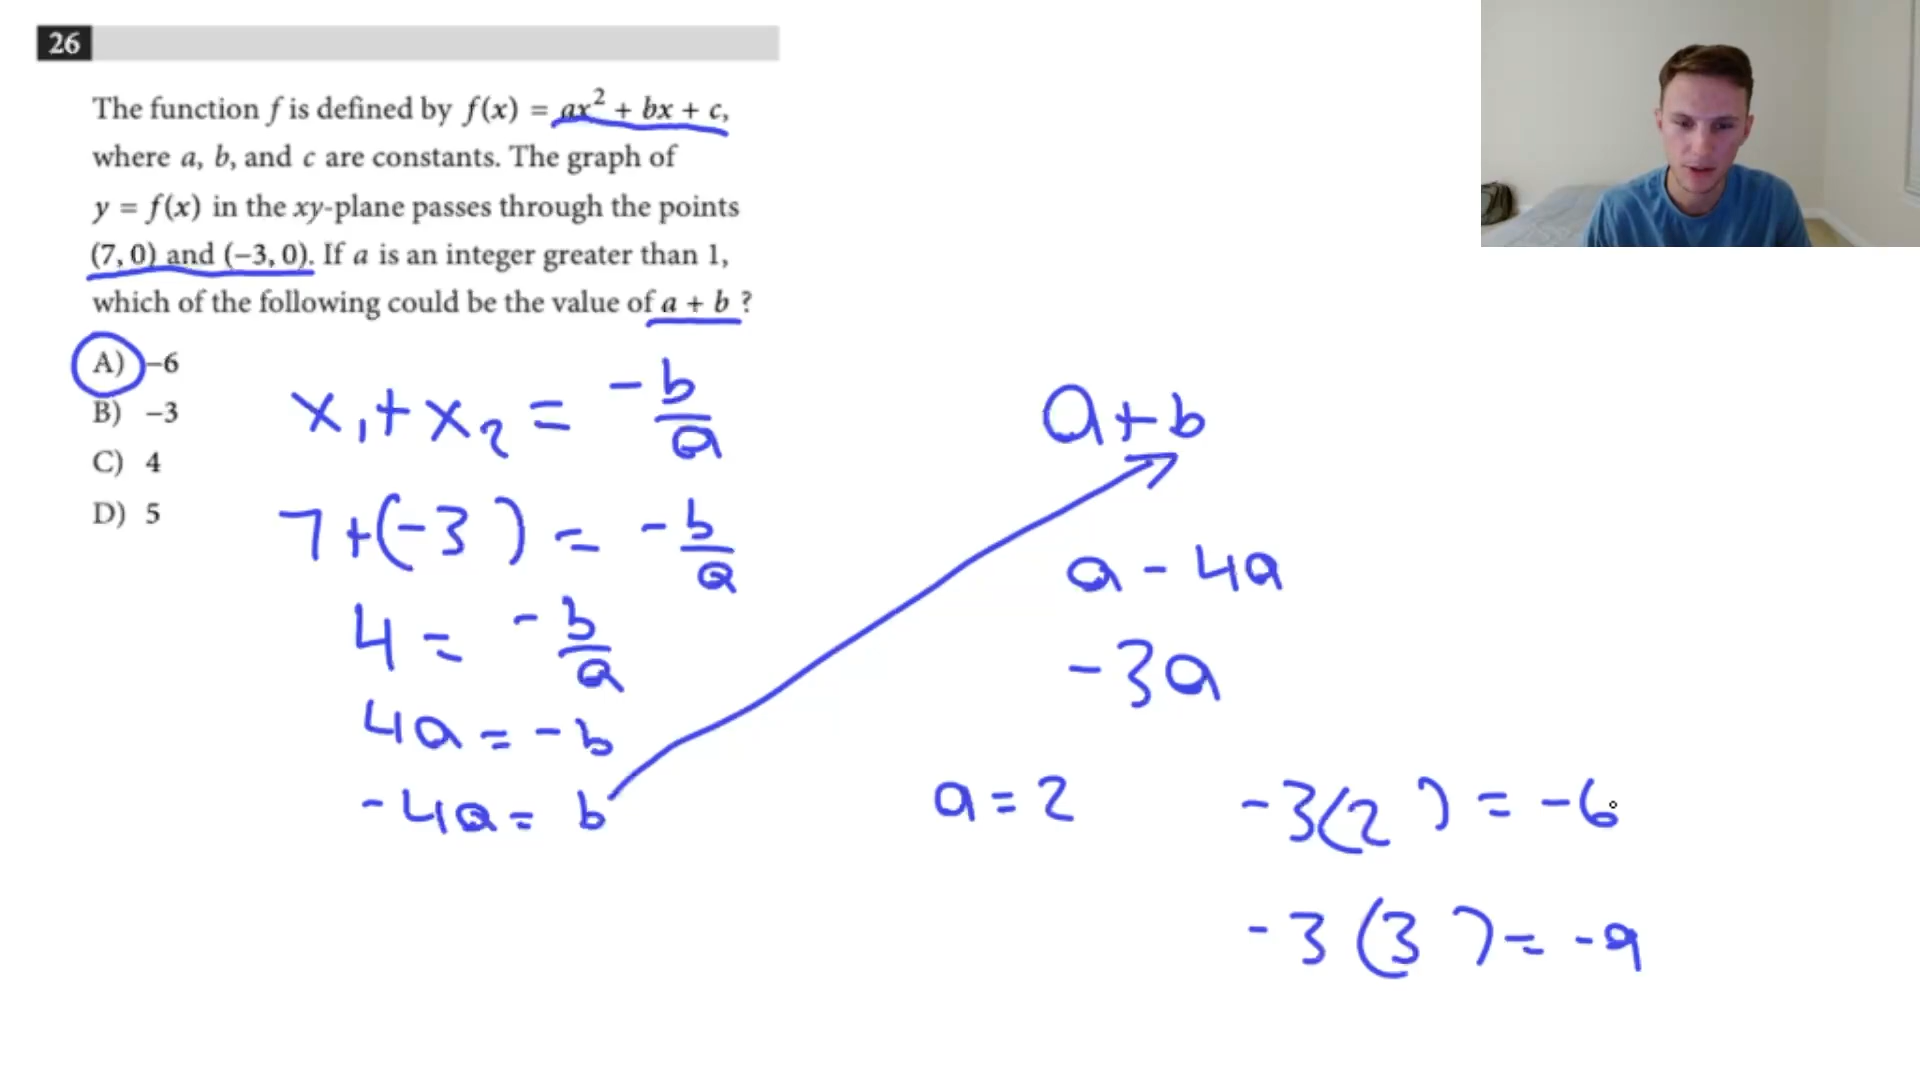 26
The function f is defined by f(x) = ax² + bx + c,
where a, b, and c are constants. The graph of
y = f(x) in the xy-plane passes through the points
(7, 0) and (−3, 0). If a is an integer greater than 1,
which of the following could be the value of a + b ?
A) −6
B) −3
C) 4
D) 5
x₁ + x₂ = -b/a
7 + (-3) = -b/a
4 = -b/a
4a = -b
-4a = b
a + b
a - 4a
-3a
a = 2
-3(2) = -6
-3(3) = -9